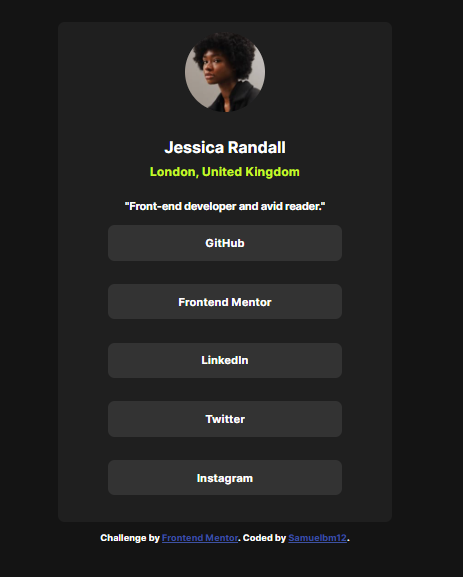 Jessica Randall
London, United Kingdom
"Front-end developer and avid reader."
GitHub
Frontend Mentor
LinkedIn
Twitter
Instagram
Challenge by Frontend Mentor. Coded by Samuelbm12.